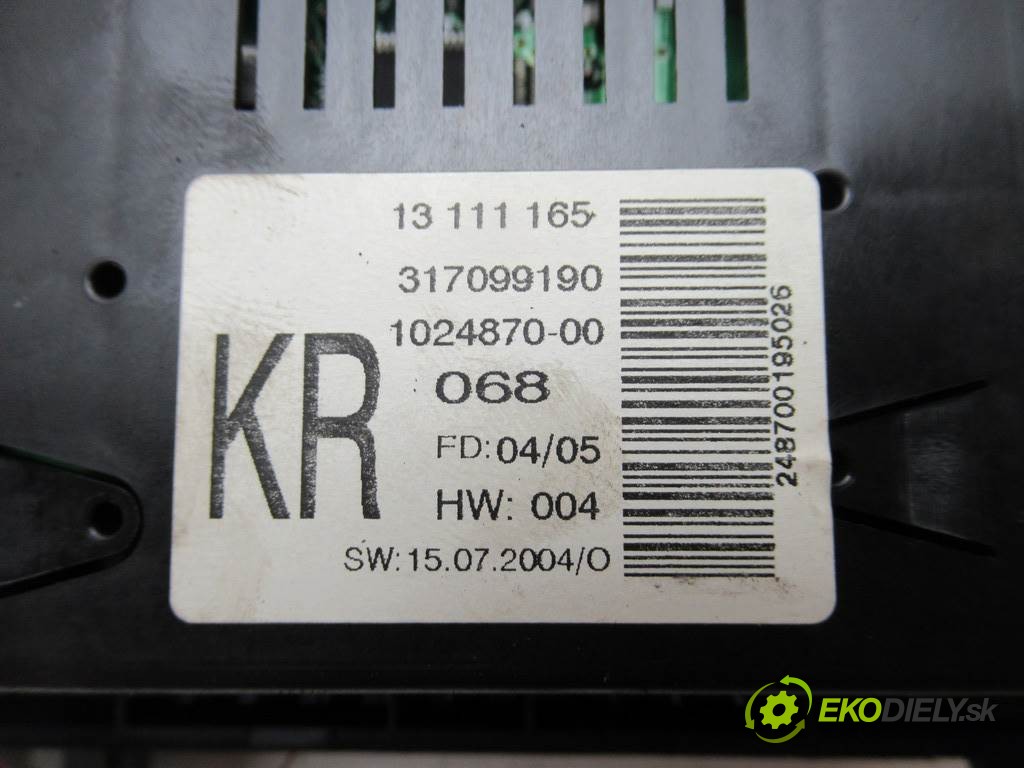 13 111 165
317099190
1024870-00
KR
068
FD: 04/05
HW: 004
SW: 15.07.2004/O
248700195026
EKODIELY.sk